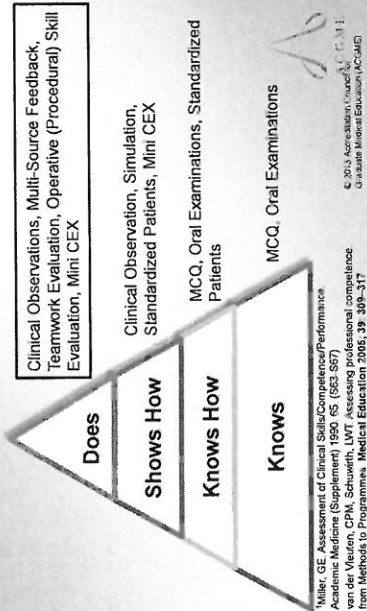 Clinical Observations, Multi-Source Feedback,
Teamwork Evaluation, Operative (Procedural) Skill
Evaluation, Mini CEX
Does
Clinical Observation, Simulation,
Standardized Patients, Mini CEX
Shows How
MCQ, Oral Examinations, Standardized
Patients
Knows How
MCQ, Oral Examinations
Knows
Miller, GE. Assessment of Clinical Skills/Competence/Performance.
Academic Medicine (Supplement) 1990. 65. (S63-S67)
van der Vleuten, CPM, Schuwirth, LWT. Assessing professional competence:
from Methods to Programmes. Medical Education 2005; 39: 309–317
ACGME
© 2013 Accreditation Council for
Graduate Medical Education (ACGME)